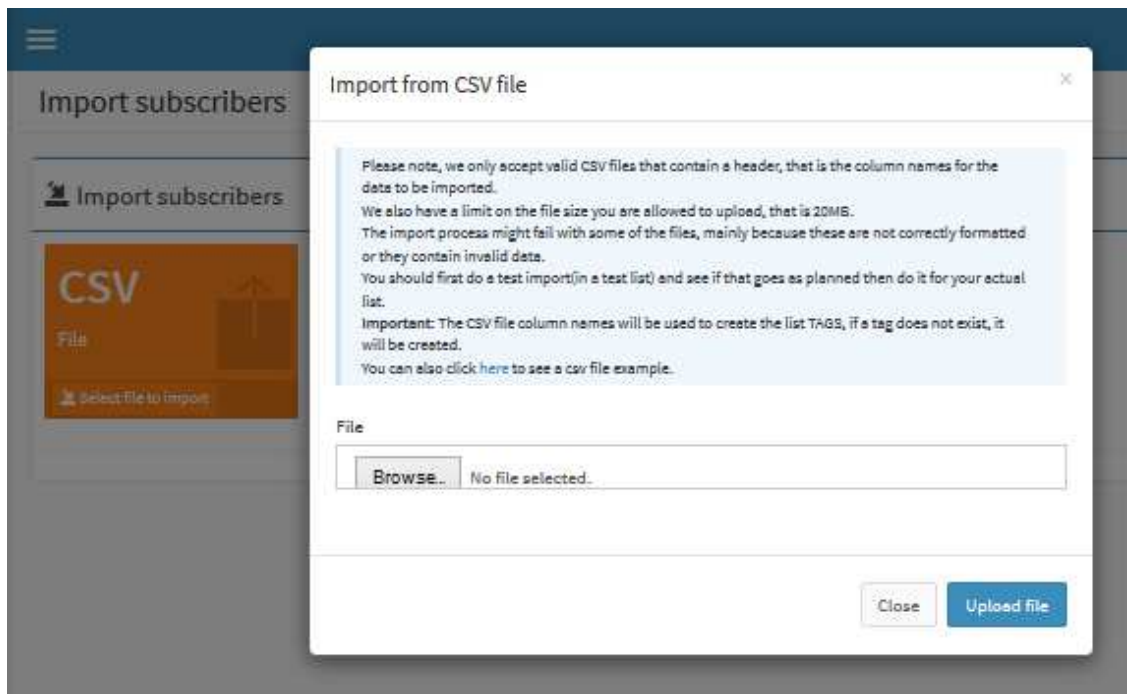 Import subscribers
Import subscribers
CSV
File
Select file to import
Import from CSV file
×
Please note, we only accept valid CSV files that contain a header, that is the column names for the
data to be imported.
We also have a limit on the file size you are allowed to upload, that is 20MB.
The import process might fail with some of the files, mainly because these are not correctly formatted
or they contain invalid data.
You should first do a test import(in a test list) and see if that goes as planned then do it for your actual
list.
Important: The CSV file column names will be used to create the list TAGS, if a tag does not exist, it
will be created.
You can also click here to see a csv file example.
File
Browse.. No file selected.
Close Upload file